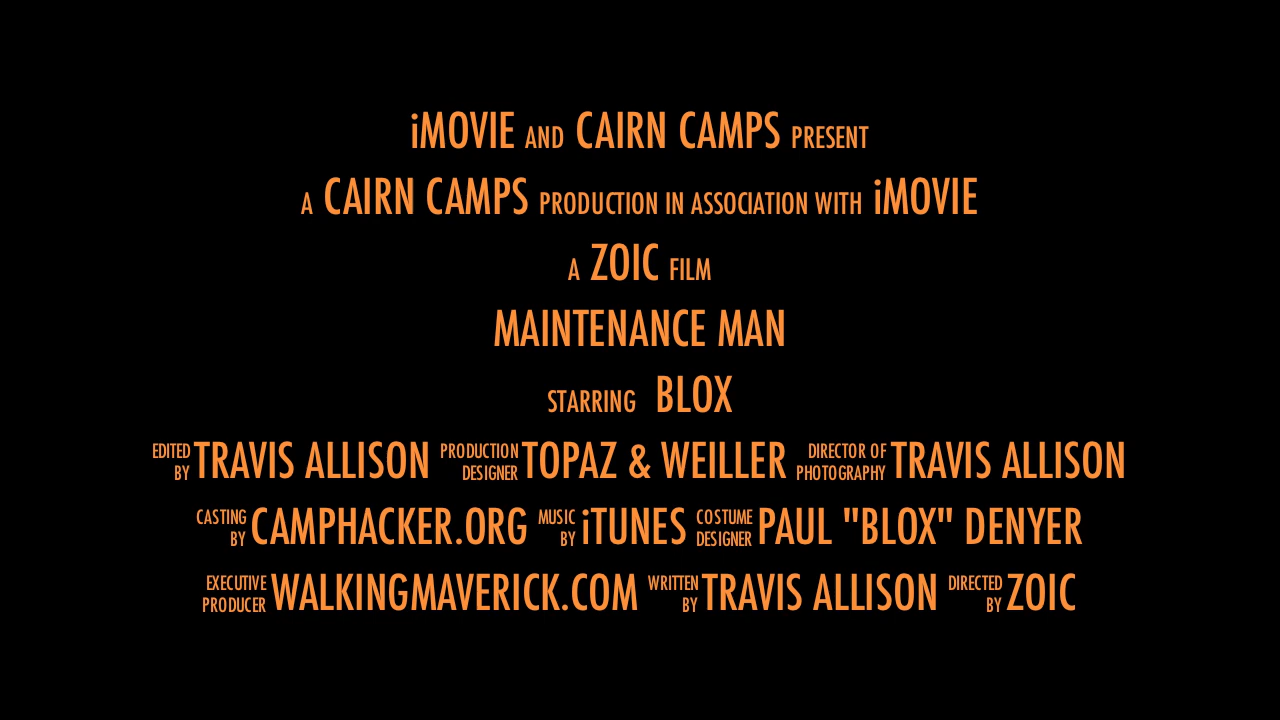 iMOVIE AND CAIRN CAMPS PRESENT
A CAIRN CAMPS PRODUCTION IN ASSOCIATION WITH iMOVIE
A ZOIC FILM
MAINTENANCE MAN
STARRING BLOX
EDITED BY TRAVIS ALLISON PRODUCTION DESIGNER TOPAZ & WEILLER DIRECTOR OF PHOTOGRAPHY TRAVIS ALLISON
CASTING BY CAMPHACKER.ORG MUSIC BY iTUNES COSTUME DESIGNER PAUL "BLOX" DENYER
EXECUTIVE PRODUCER WALKINGMAVERICK.COM WRITTEN BY TRAVIS ALLISON DIRECTED BY ZOIC